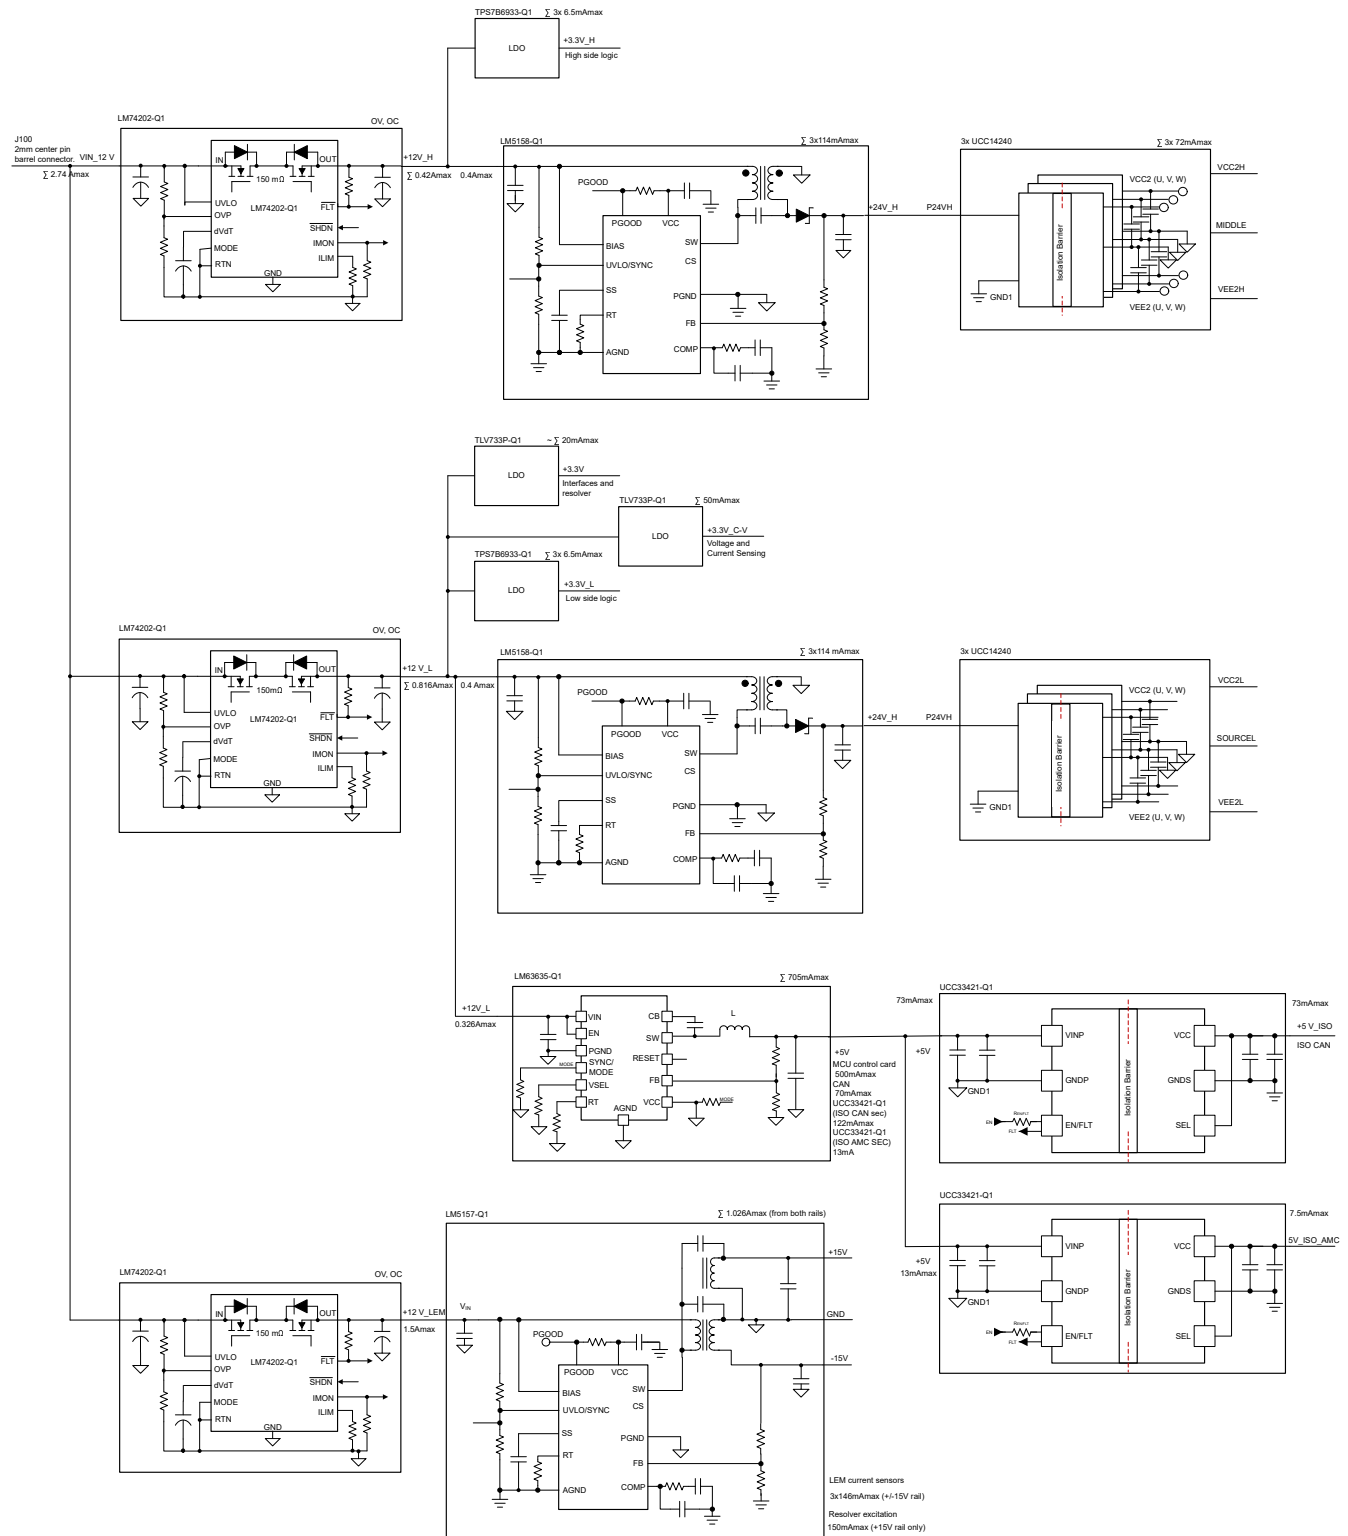 TPS7B6933-Q1 ∑ 3x 6.5mAmax
LDO
+3.3V_H
High side logic
J100
2mm center pin
barrel connector.
VIN_12 V
∑ 2.74 Amax
LM74202-Q1
OV, OC
IN
OUT
150 mΩ
LM74202-Q1
UVLO
OVP
dVdT
MODE
RTN
GND
FLT
SHDN
IMON
ILIM
+12V_H
∑ 0.42Amax 0.4Amax
LM5158-Q1
∑ 3x114mAmax
PGOOD
PGOOD VCC
BIAS
UVLO/SYNC
SS
RT
AGND
SW
CS
PGND
FB
COMP
+24V_H
P24VH
3x UCC14240
∑ 3x 72mAmax
GND1
Isolation Barrier
VCC2 (U, V, W)
VEE2 (U, V, W)
VCC2H
MIDDLE
VEE2H
TLV733P-Q1 ~ ∑ 20mAmax
LDO
+3.3V
Interfaces and
resolver
TLV733P-Q1 ∑ 50mAmax
LDO
+3.3V_C-V
Voltage and
Current Sensing
TPS7B6933-Q1 ∑ 3x 6.5mAmax
LDO
+3.3V_L
Low side logic
LM74202-Q1
OV, OC
IN
OUT
150mΩ
LM74202-Q1
UVLO
OVP
dVdT
MODE
RTN
GND
FLT
SHDN
IMON
ILIM
+12 V_L
∑ 0.816Amax 0.4 Amax
LM5158-Q1
∑ 3x114 mAmax
PGOOD
PGOOD VCC
BIAS
UVLO/SYNC
SS
RT
AGND
SW
CS
PGND
FB
COMP
+24V_H
P24VH
3x UCC14240
GND1
Isolation Barrier
VCC2 (U, V, W)
VEE2 (U, V, W)
VCC2L
SOURCEL
VEE2L
+12V_L
0.326Amax
LM63635-Q1
∑ 705mAmax
VIN
EN
PGND
SYNC/
MODE
MODE
VSEL
RT
AGND
CB
SW
RESET
FB
VCC
MODE
L
+5V
MCU control card
500mAmax
CAN
70mAmax
UCC33421-Q1
(ISO CAN sec)
122mAmax
UCC33421-Q1
(ISO AMC SEC)
13mA
73mAmax
+5V
UCC33421-Q1
GND1
VINP
GNDP
EN/FLT
EN
FLT
Isolation Barrier
VCC
GNDS
SEL
73mAmax
+5 V_ISO
ISO CAN
UCC33421-Q1
+5V
13mAmax
GND1
VINP
GNDP
EN/FLT
EN
FLT
Isolation Barrier
VCC
GNDS
SEL
7.5mAmax
5V_ISO_AMC
LM74202-Q1
OV, OC
IN
OUT
150 mΩ
LM74202-Q1
UVLO
OVP
dVdT
MODE
RTN
GND
FLT
SHDN
IMON
ILIM
+12 V_LEM
1.5Amax
LM5157-Q1
∑ 1.026Amax (from both rails)
VIN
PGOOD
PGOOD VCC
BIAS
UVLO/SYNC
SS
RT
AGND
SW
CS
PGND
FB
COMP
+15V
GND
-15V
LEM current sensors
3x146mAmax (+/-15V rail)
Resolver excitation
150mAmax (+15V rail only)